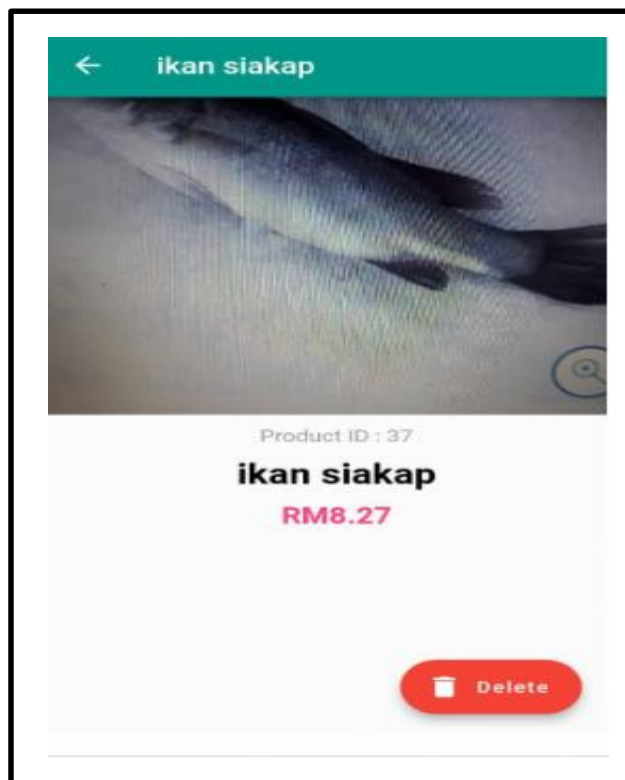 ikan siakap
Product ID : 37
ikan siakap
RM8.27
Delete